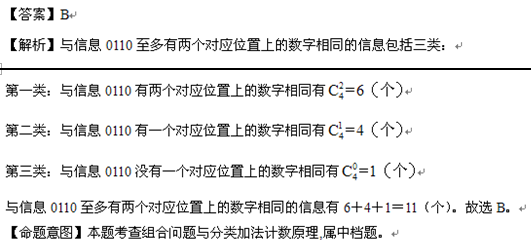 【答案】B↵
【解析】与信息 0110 至多有两个对应位置上的数字相同的信息包括三类：↵
第一类：与信息 0110 有两个对应位置上的数字相同有 C₄²=6（个）↵
第二类：与信息 0110 有一个对应位置上的数字相同有 C₄¹=4（个）↵
第三类：与信息 0110 没有一个对应位置上的数字相同有 C₄⁰=1（个）↵
与信息 0110 至多有两个对应位置上的数字相同的信息有 6+4+1＝11（个）。故选 B。↵
【命题意图】本题考查组合问题与分类加法计数原理,属中档题。↵